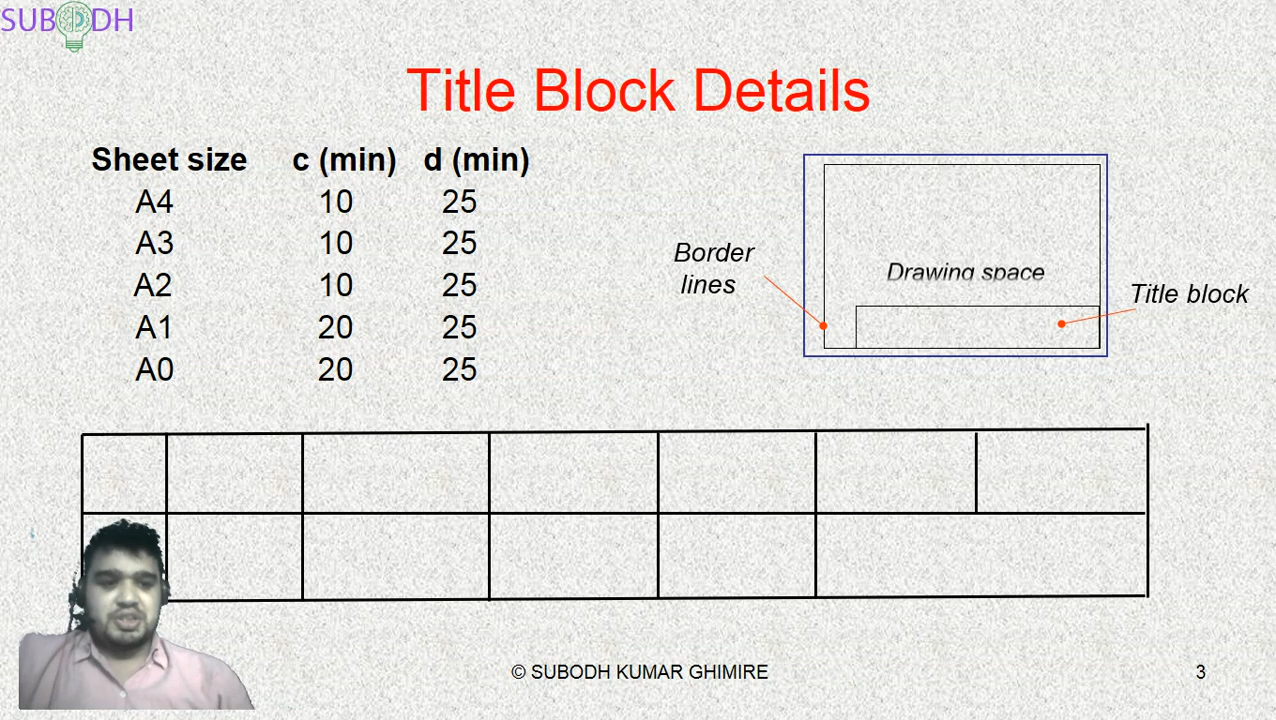 SUBODH
Title Block Details
Sheet size c (min) d (min)
A4 10 25
A3 10 25
A2 10 25
A1 20 25
A0 20 25
Border
lines
Drawing space
Title block
© SUBODH KUMAR GHIMIRE
3